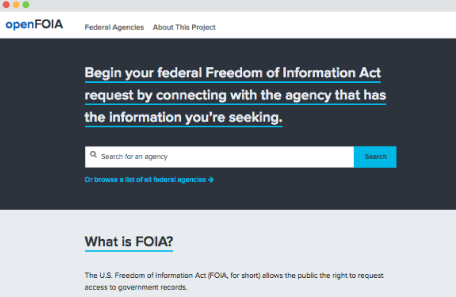 openFOIA Federal Agencies About This Project
Begin your federal Freedom of Information Act
request by connecting with the agency that has
the information you're seeking.
Search for an agency Search
Or browse a list of all federal agencies →
What is FOIA?
The U.S. Freedom of Information Act (FOIA, for short) allows the public the right to request
access to government records.